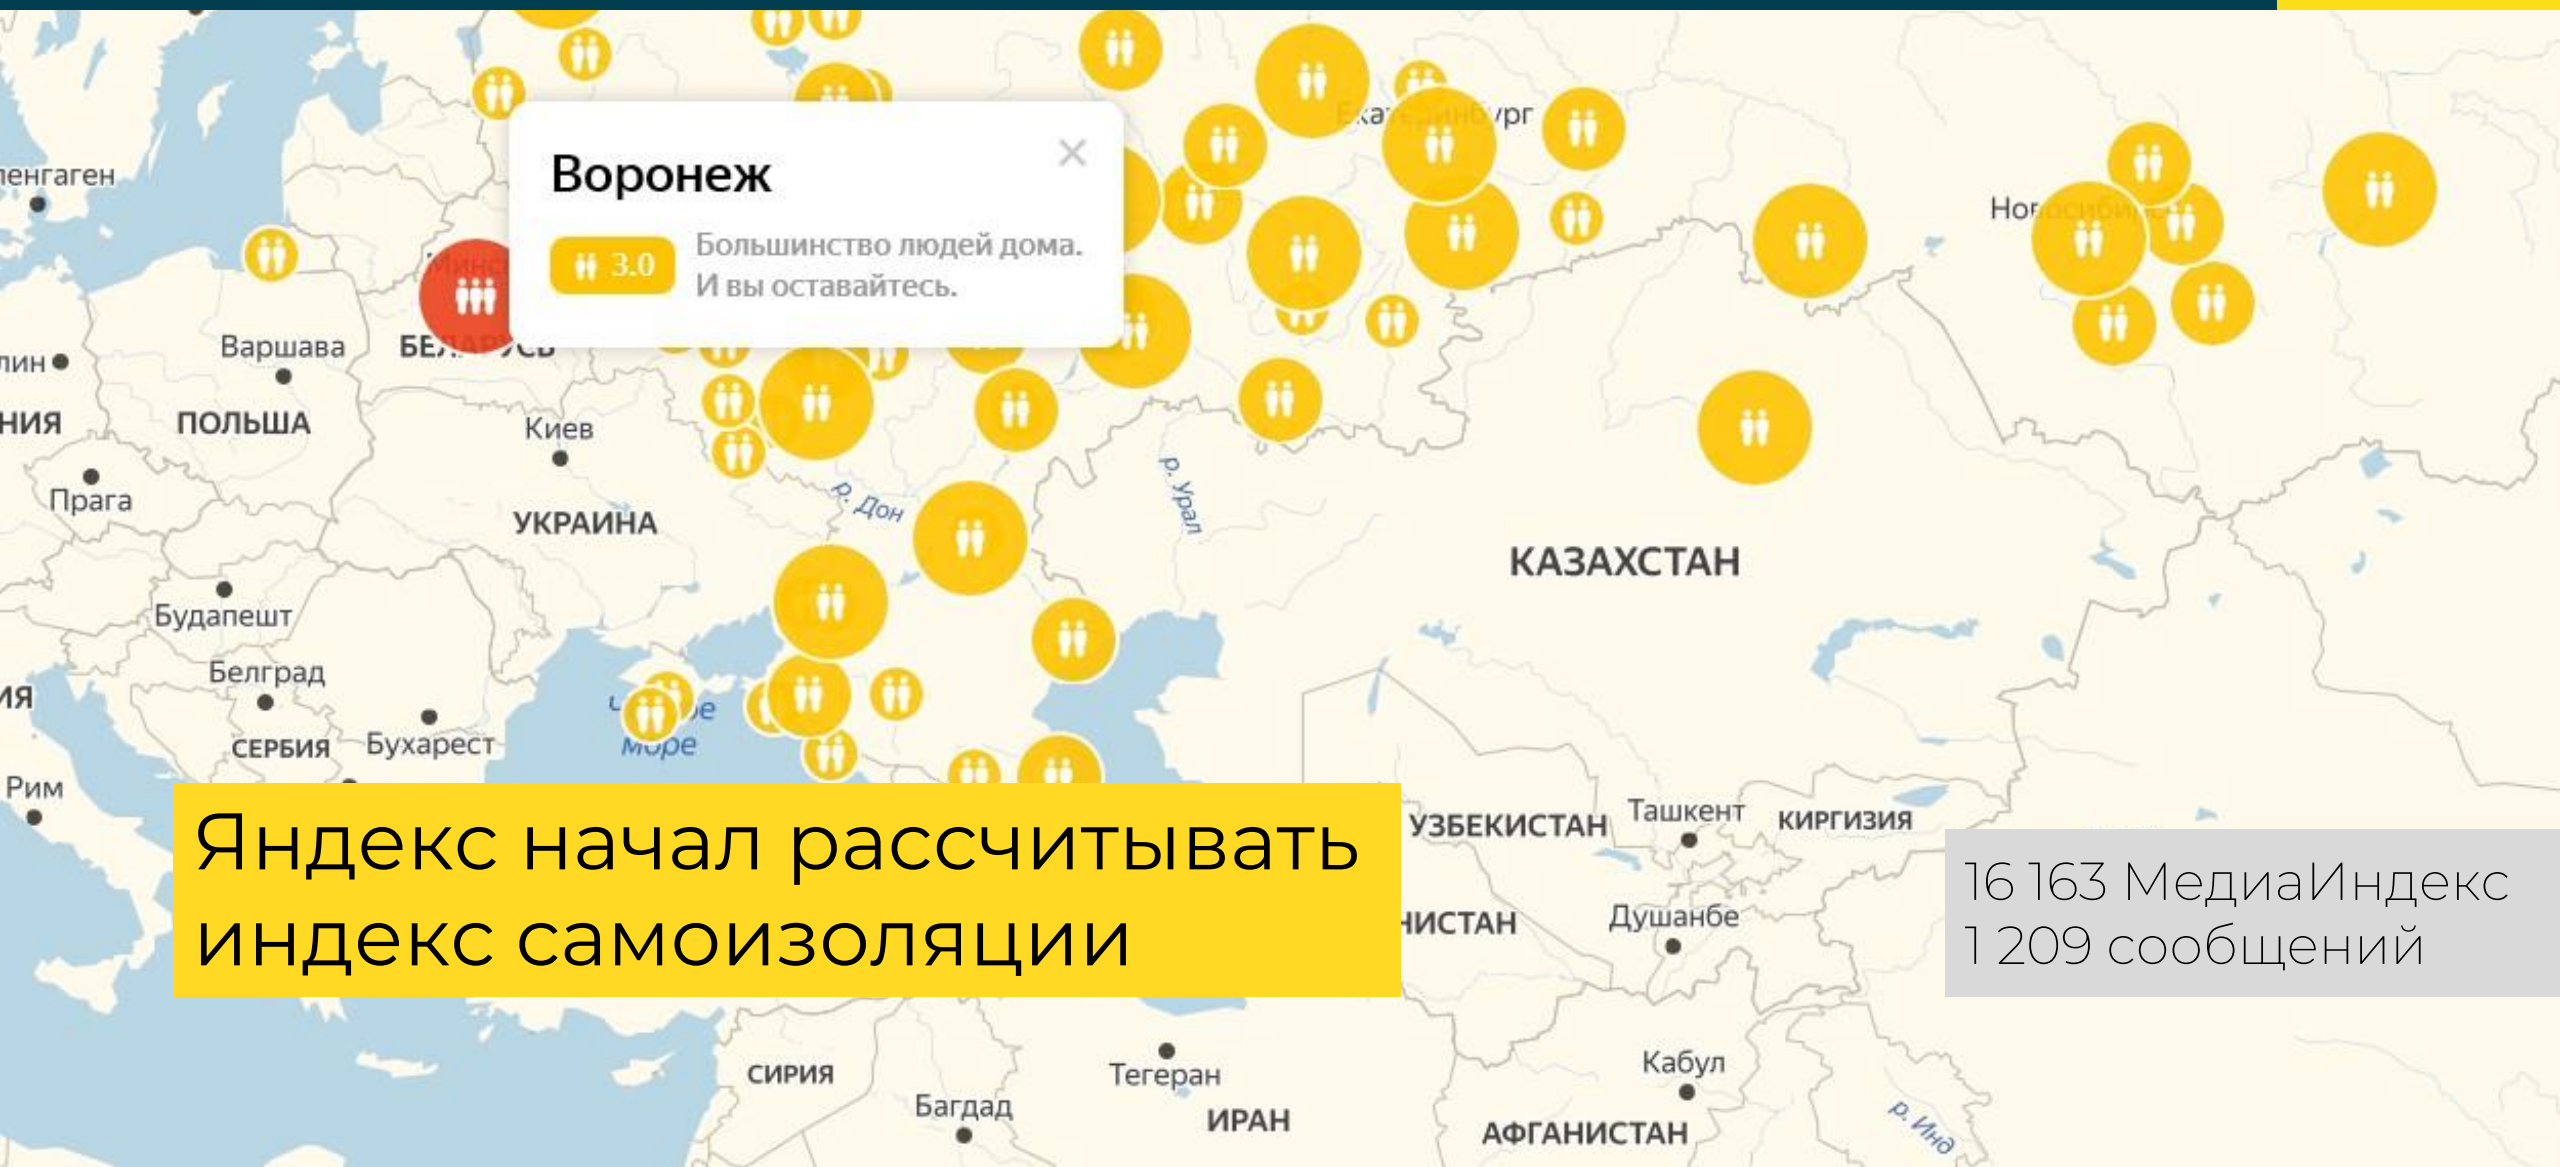 Воронеж
3.0
Большинство людей дома.
И вы оставайтесь.
Варшава
ПОЛЬША
Киев
Прага
УКРАИНА
р. Дон
р. Урал
КАЗАХСТАН
Будапешт
Белград
СЕРБИЯ
Бухарест
море
Рим
Яндекс начал рассчитывать
индекс самоизоляции
УЗБЕКИСТАН
Ташкент
КИРГИЗИЯ
Душанбе
16 163 МедиаИндекс
1 209 сообщений
СИРИЯ
Багдад
Тегеран
ИРАН
Кабул
АФГАНИСТАН
р. Инд